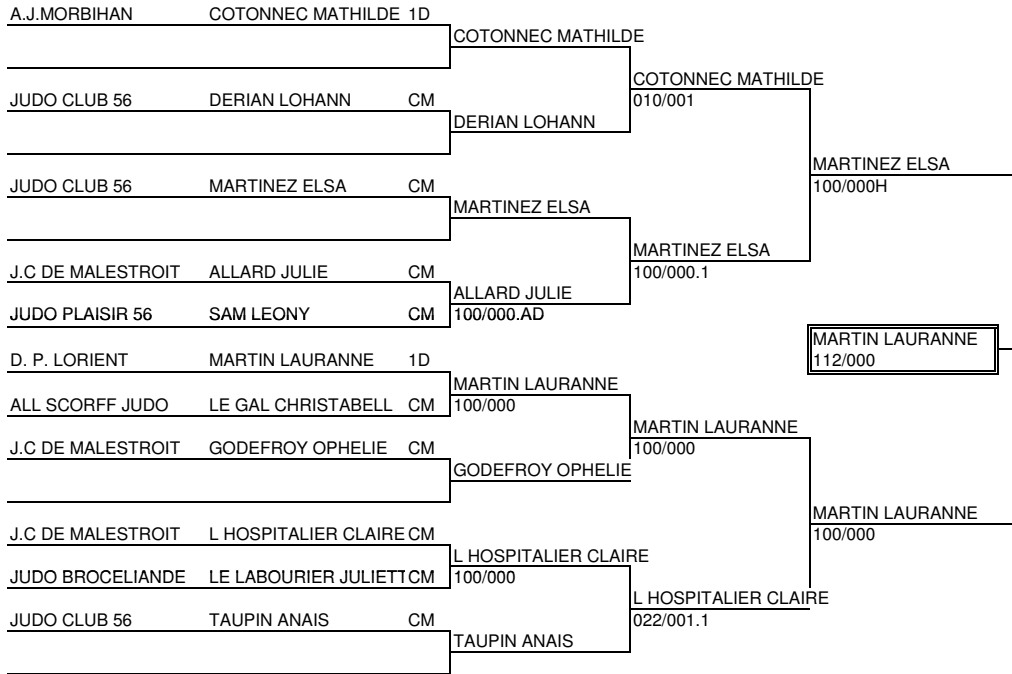 A.J.MORBIHAN COTONNEC MATHILDE 1D
COTONNEC MATHILDE
COTONNEC MATHILDE
010/001
JUDO CLUB 56 DERIAN LOHANN CM
DERIAN LOHANN
MARTINEZ ELSA
100/000H
JUDO CLUB 56 MARTINEZ ELSA CM
MARTINEZ ELSA
MARTINEZ ELSA
100/000.1
J.C DE MALESTROIT ALLARD JULIE CM
ALLARD JULIE
100/000.AD
JUDO PLAISIR 56 SAM LEONY CM
MARTIN LAURANNE
112/000
D. P. LORIENT MARTIN LAURANNE 1D
MARTIN LAURANNE
100/000
ALL SCORFF JUDO LE GAL CHRISTABELL CM
MARTIN LAURANNE
100/000
J.C DE MALESTROIT GODEFROY OPHELIE CM
GODEFROY OPHELIE
MARTIN LAURANNE
100/000
J.C DE MALESTROIT L HOSPITALIER CLAIRE CM
L HOSPITALIER CLAIRE
100/000
JUDO BROCELIANDE LE LABOURIER JULIETT CM
L HOSPITALIER CLAIRE
022/001.1
JUDO CLUB 56 TAUPIN ANAIS CM
TAUPIN ANAIS